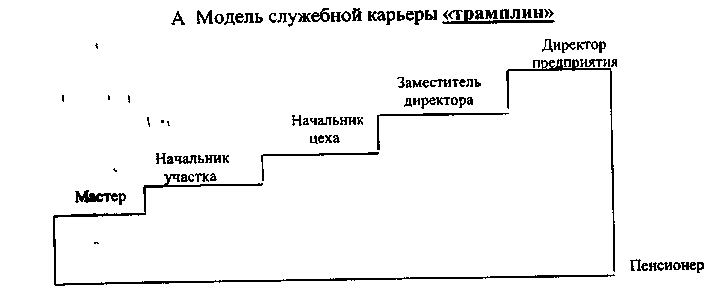 А Модель служебной карьеры «трамплин»
Директор
предприятия
Заместитель
директора
Начальник
цеха
Начальник
участка
Мастер
Пенсионер